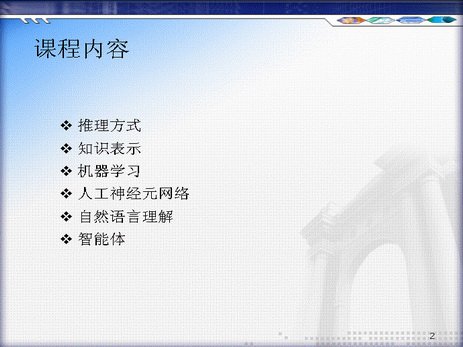 课程内容
❖ 推理方式
❖ 知识表示
❖ 机器学习
❖ 人工神经元网络
❖ 自然语言理解
❖ 智能体
2